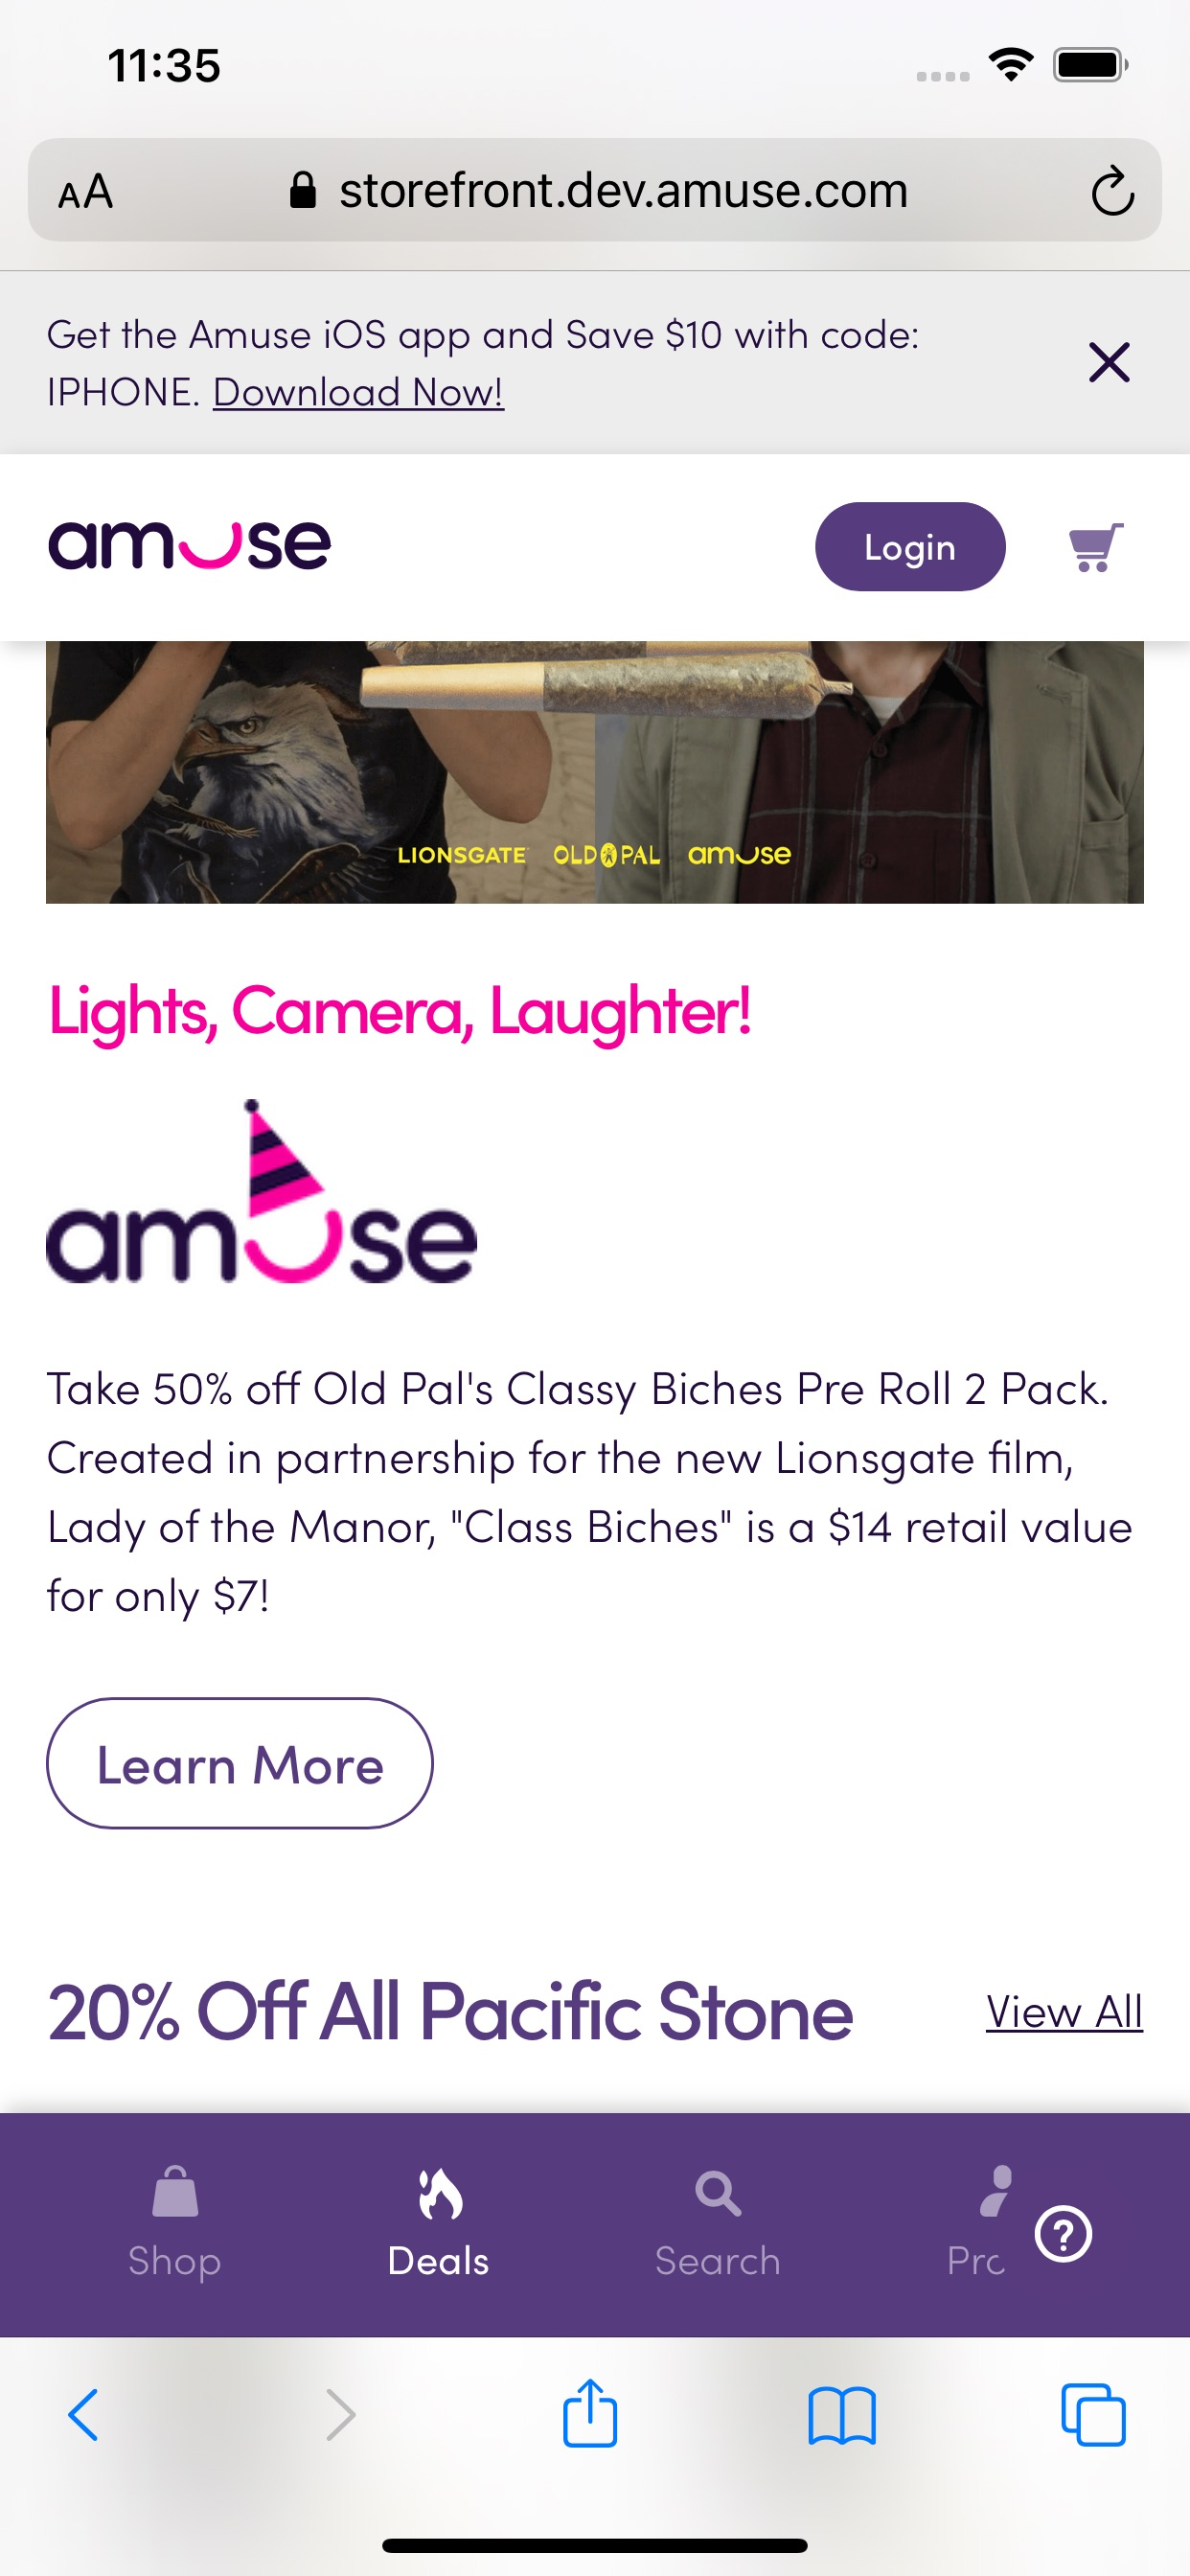 11:35
AA storefront.dev.amuse.com
Get the Amuse iOS app and Save $10 with code:
IPHONE. Download Now!
amuse Login
LIONSGATE OLD PAL amuse
Lights, Camera, Laughter!
amuse
Take 50% off Old Pal's Classy Biches Pre Roll 2 Pack.
Created in partnership for the new Lionsgate film,
Lady of the Manor, "Class Biches" is a $14 retail value
for only $7!
Learn More
20% Off All Pacific Stone View All
Shop Deals Search Pro ?